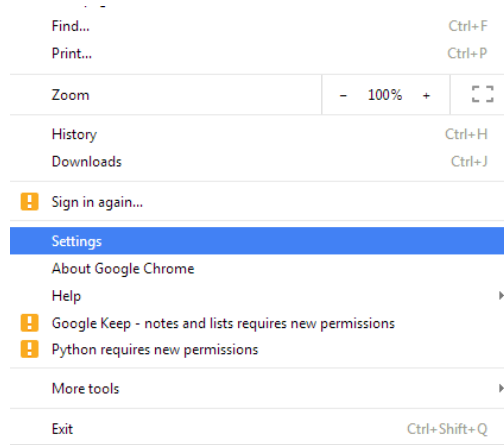 Find... Ctrl+F
Print... Ctrl+P
Zoom - 100% +
History Ctrl+H
Downloads Ctrl+J
Sign in again...
Settings
About Google Chrome
Help
Google Keep - notes and lists requires new permissions
Python requires new permissions
More tools
Exit Ctrl+Shift+Q